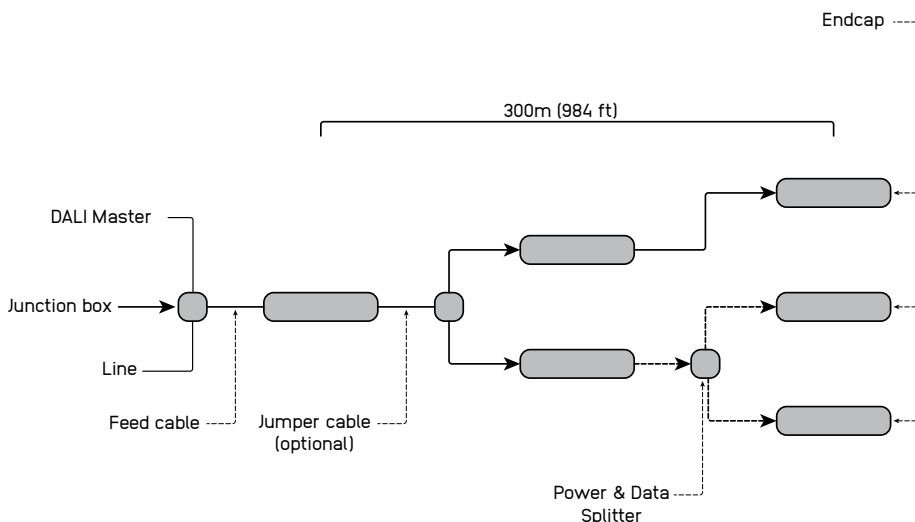 Endcap
300m (984 ft)
DALI Master
Junction box
Line
Feed cable
Jumper cable
(optional)
Power & Data
Splitter